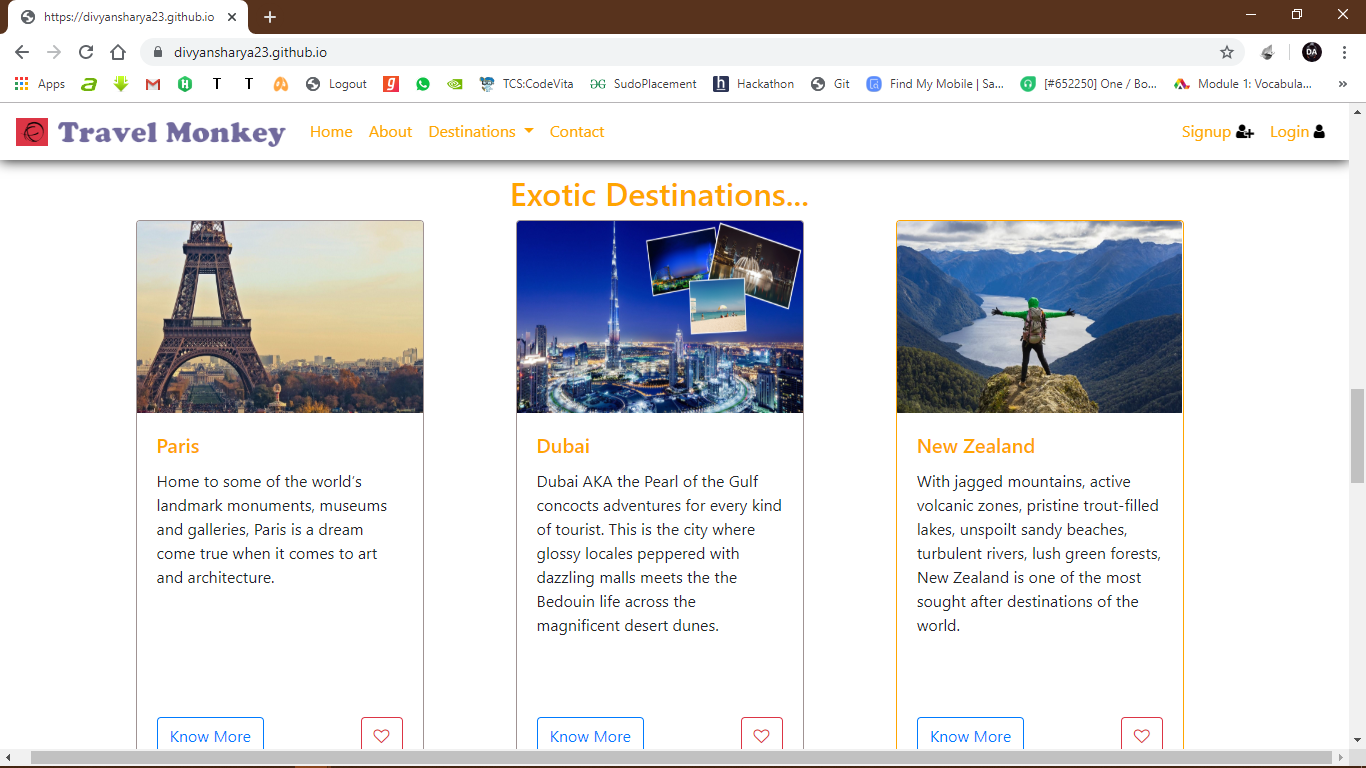 https://divyansharya23.github.io
divyansharya23.github.io
DA
Apps
Logout
TCS:CodeVita
SudoPlacement
Hackathon
Git
Find My Mobile | Sa...
[#652250] One / Bo...
Module 1: Vocabula...
»
Travel Monkey
Home
About
Destinations
Contact
Signup
Login
Exotic Destinations...
Paris
Home to some of the world's
landmark monuments, museums
and galleries, Paris is a dream
come true when it comes to art
and architecture.
Know More
Dubai
Dubai AKA the Pearl of the Gulf
concocts adventures for every kind
of tourist. This is the city where
glossy locales peppered with
dazzling malls meets the the
Bedouin life across the
magnificent desert dunes.
Know More
New Zealand
With jagged mountains, active
volcanic zones, pristine trout-filled
lakes, unspoilt sandy beaches,
turbulent rivers, lush green forests,
New Zealand is one of the most
sought after destinations of the
world.
Know More